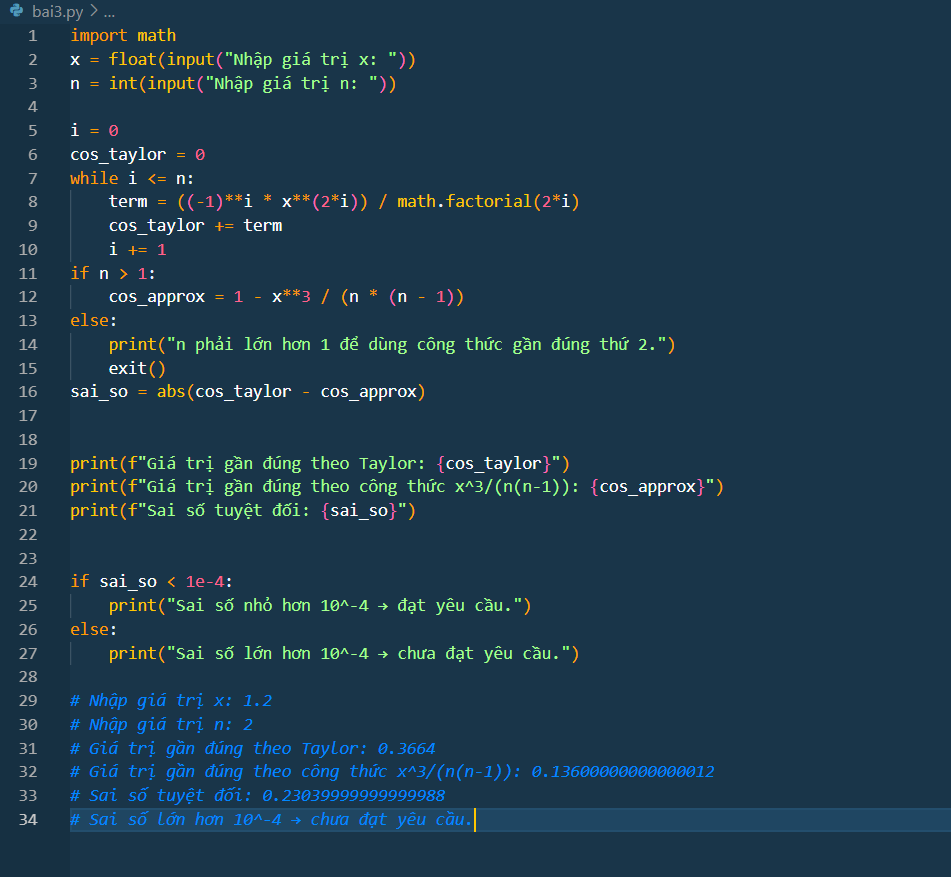 bai3.py > ...
1 import math
2 x = float(input("Nhập giá trị x: "))
3 n = int(input("Nhập giá trị n: "))
4
5 i = 0
6 cos_taylor = 0
7 while i <= n:
8     term = ((-1)**i * x**(2*i)) / math.factorial(2*i)
9     cos_taylor += term
10     i += 1
11 if n > 1:
12     cos_approx = 1 - x**3 / (n * (n - 1))
13 else:
14     print("n phải lớn hơn 1 để dùng công thức gần đúng thứ 2.")
15     exit()
16 sai_so = abs(cos_taylor - cos_approx)
17
18
19 print(f"Giá trị gần đúng theo Taylor: {cos_taylor}")
20 print(f"Giá trị gần đúng theo công thức x^3/(n(n-1)): {cos_approx}")
21 print(f"Sai số tuyệt đối: {sai_so}")
22
23
24 if sai_so < 1e-4:
25     print("Sai số nhỏ hơn 10^-4 → đạt yêu cầu.")
26 else:
27     print("Sai số lớn hơn 10^-4 → chưa đạt yêu cầu.")
28
29 # Nhập giá trị x: 1.2
30 # Nhập giá trị n: 2
31 # Giá trị gần đúng theo Taylor: 0.3664
32 # Giá trị gần đúng theo công thức x^3/(n(n-1)): 0.13600000000000012
33 # Sai số tuyệt đối: 0.23039999999999988
34 # Sai số lớn hơn 10^-4 → chưa đạt yêu cầu.